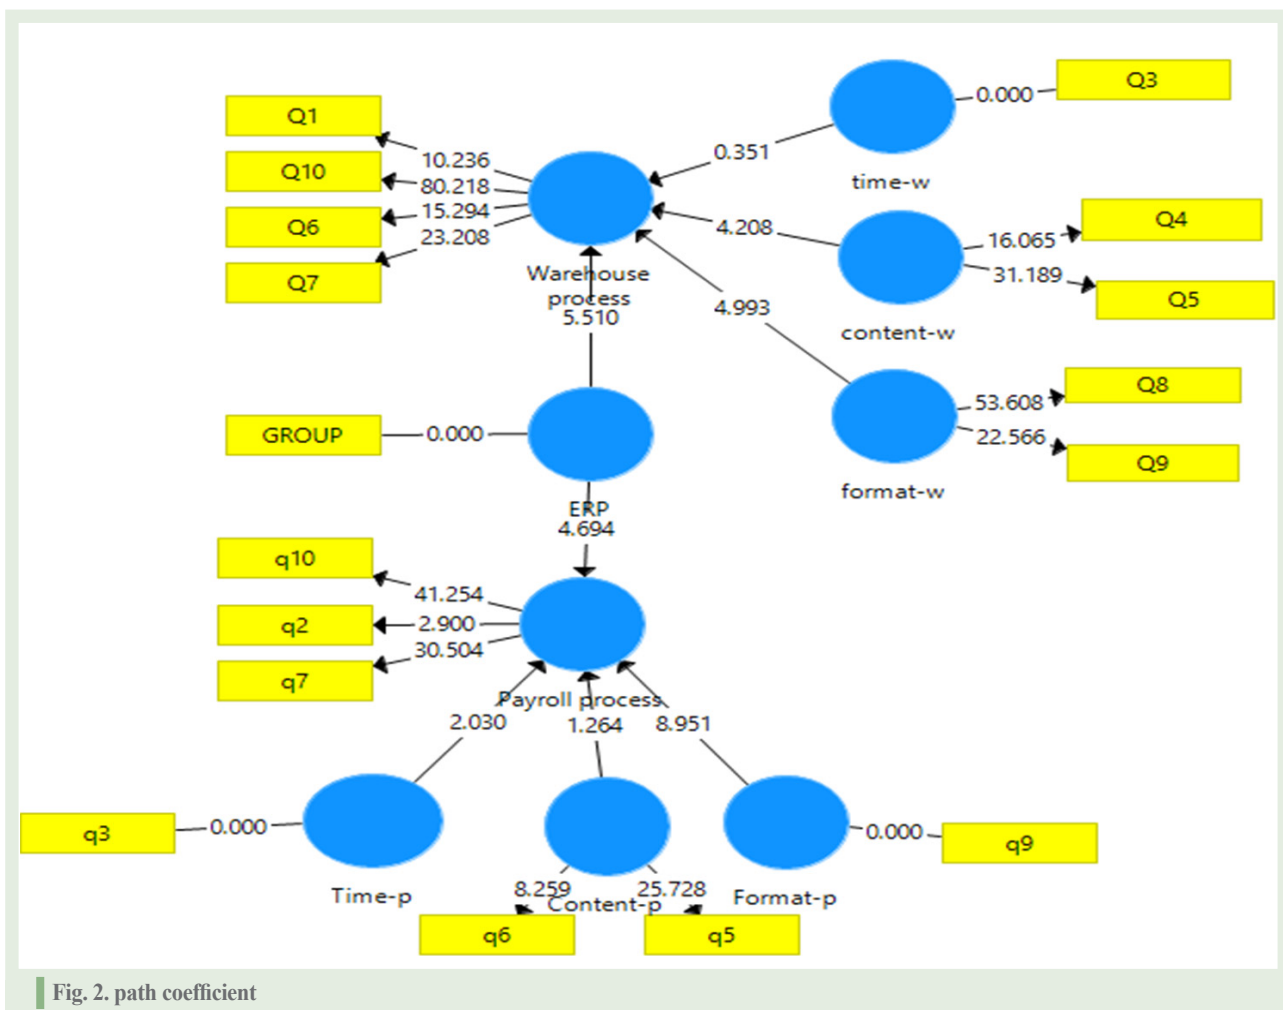 Q1
Q10
Q6
Q7
10.236
80.218
15.294
23.208
Warehouse
process
5.510
0.351
4.208
4.993
time-w
0.000
Q3
content-w
16.065
31.189
Q4
Q5
format-w
53.608
22.566
Q8
Q9
GROUP
0.000
ERP
4.694
q10
q2
q7
41.254
2.900
30.504
Payroll process
2.030
1.264
8.951
q3
0.000
Time-p
8.259
25.728
Content-p
q6
q5
Format-p
0.000
q9
Fig. 2. path coefficient